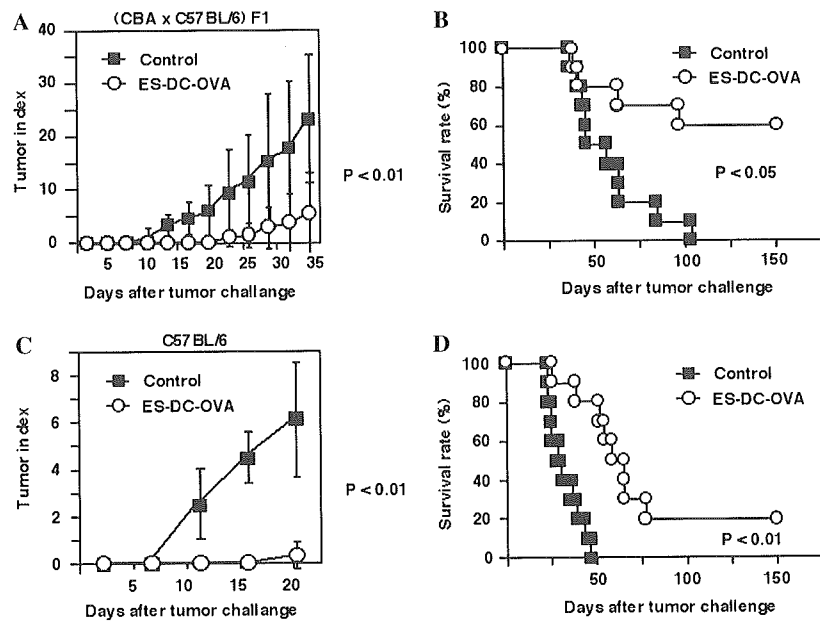 A
(CBA x C57BL/6) F1
40
30
20
10
0
Tumor index
Control
ES-DC-OVA
5 10 15 20 25 30 35
Days after tumor challange
P < 0.01
B
100
80
60
40
20
0
Survival rate (%)
Control
ES-DC-OVA
P < 0.05
50 100 150
Days after tumor challenge
C
C57BL/6
8
6
4
2
0
Tumor index
Control
ES-DC-OVA
5 10 15 20
Days after tumor challange
P < 0.01
D
100
80
60
40
20
0
Survival rate (%)
Control
ES-DC-OVA
P < 0.01
50 100 150
Days after tumor challenge